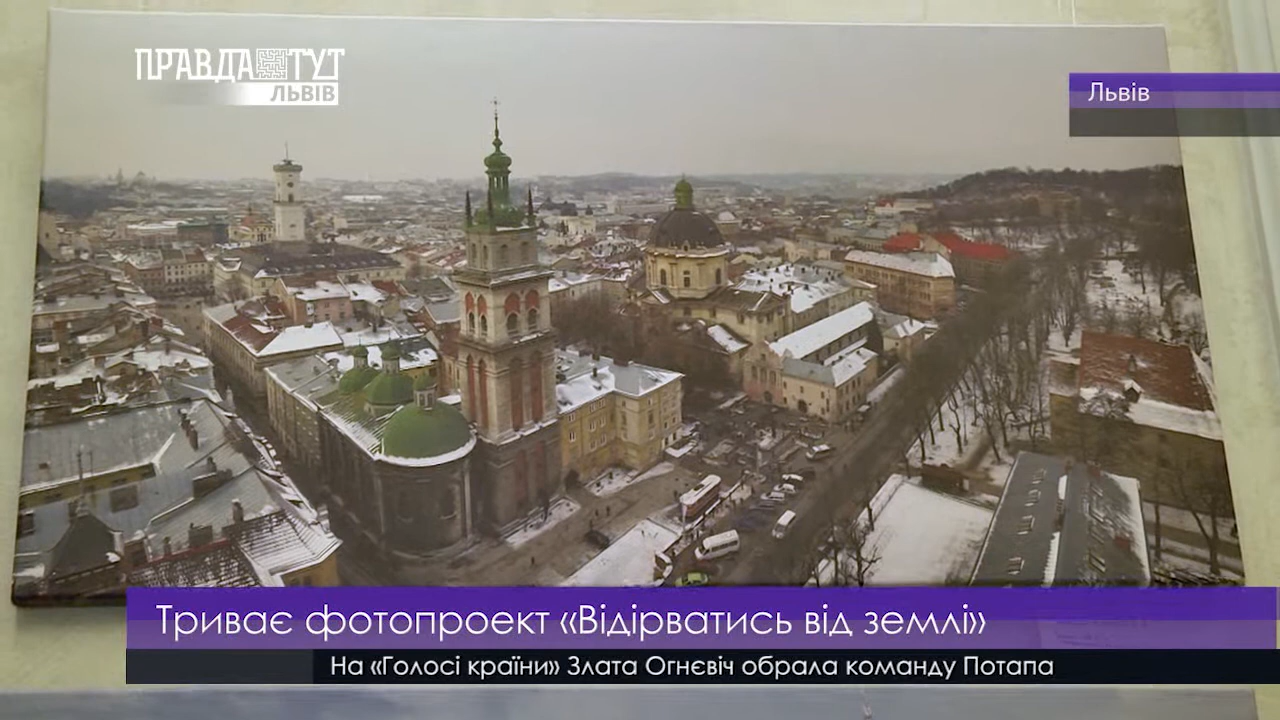 ПРАВДА ТУТ
ЛЬВІВ
Львів
Триває фотопроект «Відірватись від землі»
На «Голосі країни» Злата Огнєвіч обрала команду Потапа